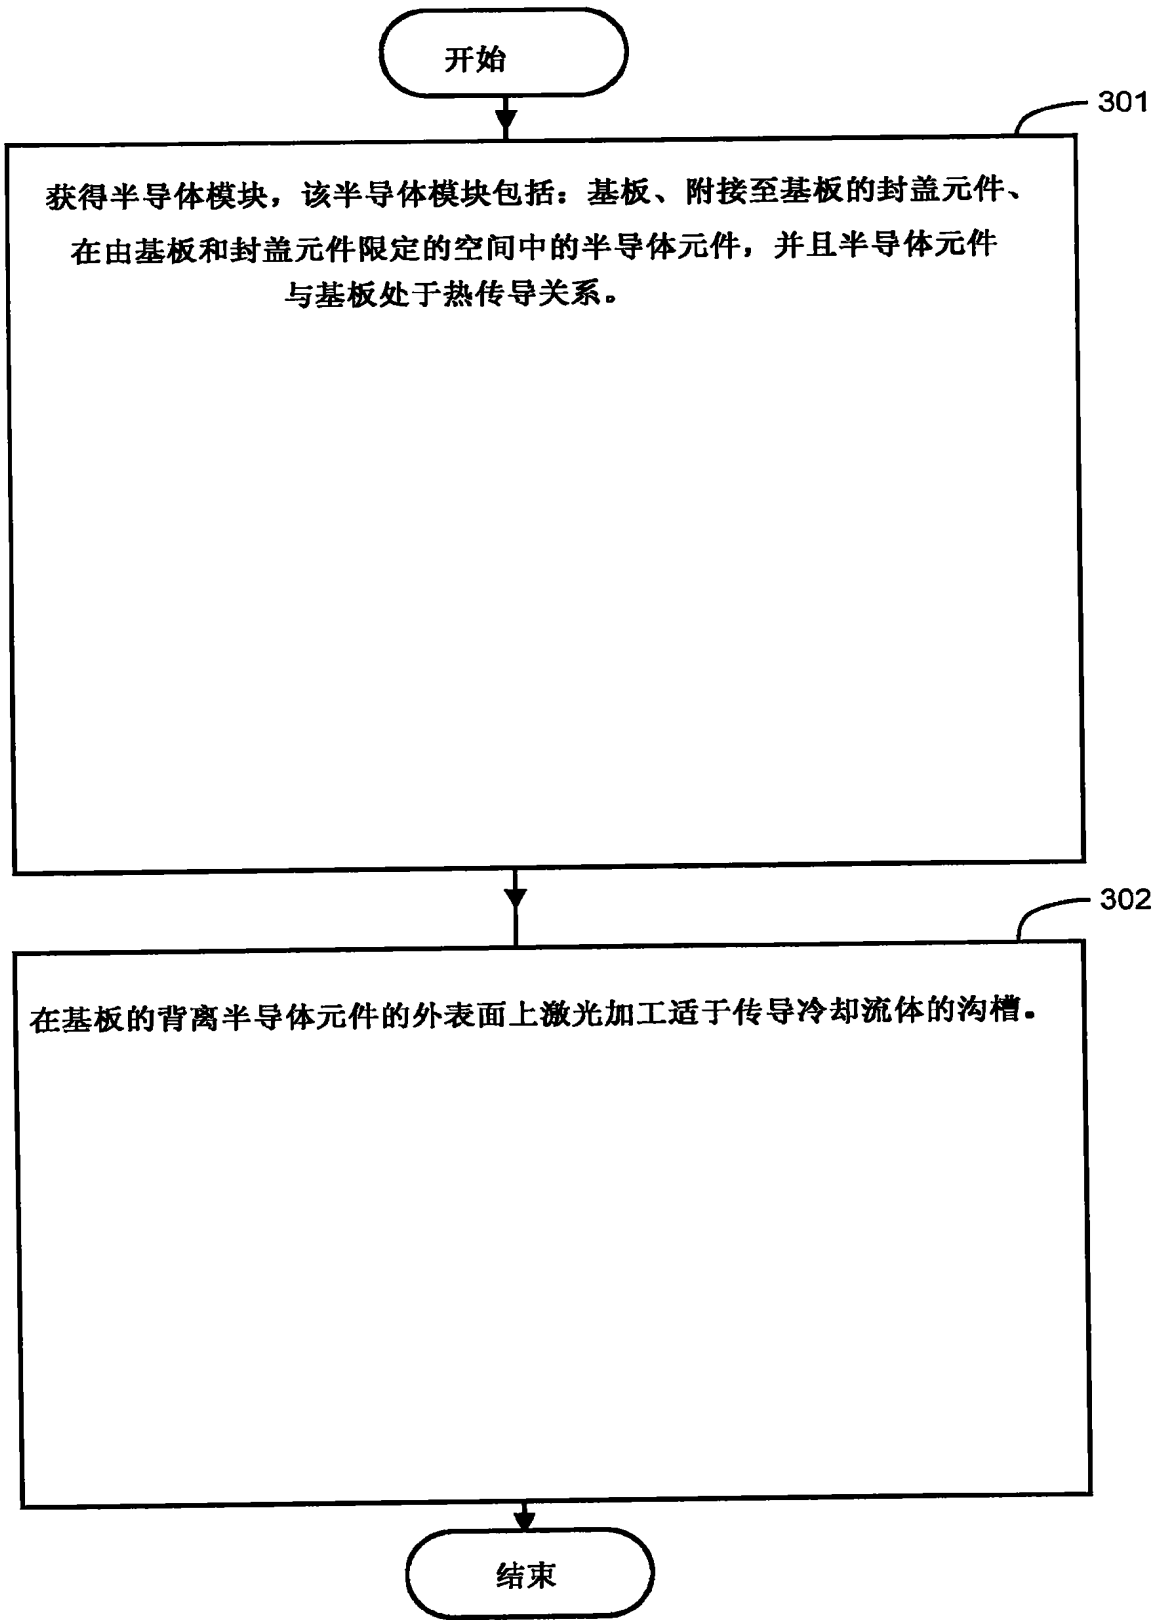 开始
301
获得半导体模块，该半导体模块包括：基板、附接至基板的封盖元件、
在由基板和封盖元件限定的空间中的半导体元件，并且半导体元件
与基板处于热传导关系。
302
在基板的背离半导体元件的外表面上激光加工适于传导冷却流体的沟槽。
结束